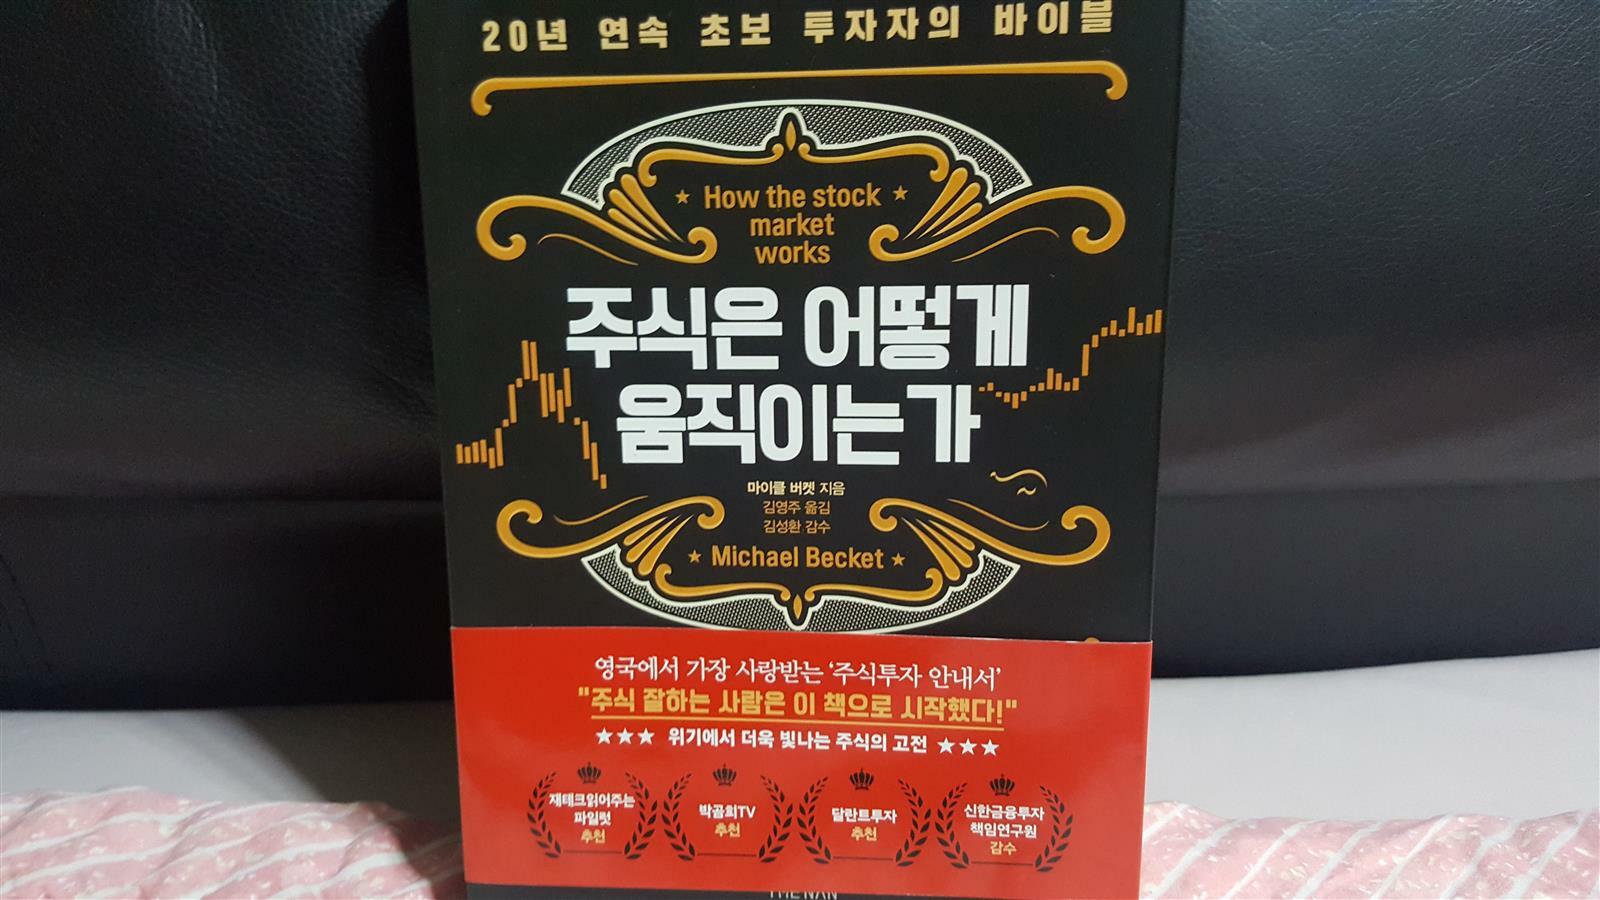 20년 연속 초보 투자자의 바이블
How the stock
market
works
주식은 어떻게
움직이는가
마이클 버켓 지음
김영주 옮김
김성환 감수
Michael Becket
영국에서 가장 사랑받는 '주식투자 안내서'
"주식 잘하는 사람은 이 책으로 시작했다!"
★★★ 위기에서 더욱 빛나는 주식의 고전 ★★★
재테크읽어주는
파일럿
추천
박곰희TV
추천
달란트투자
추천
신한금융투자
책임연구원
감수
THE NAN